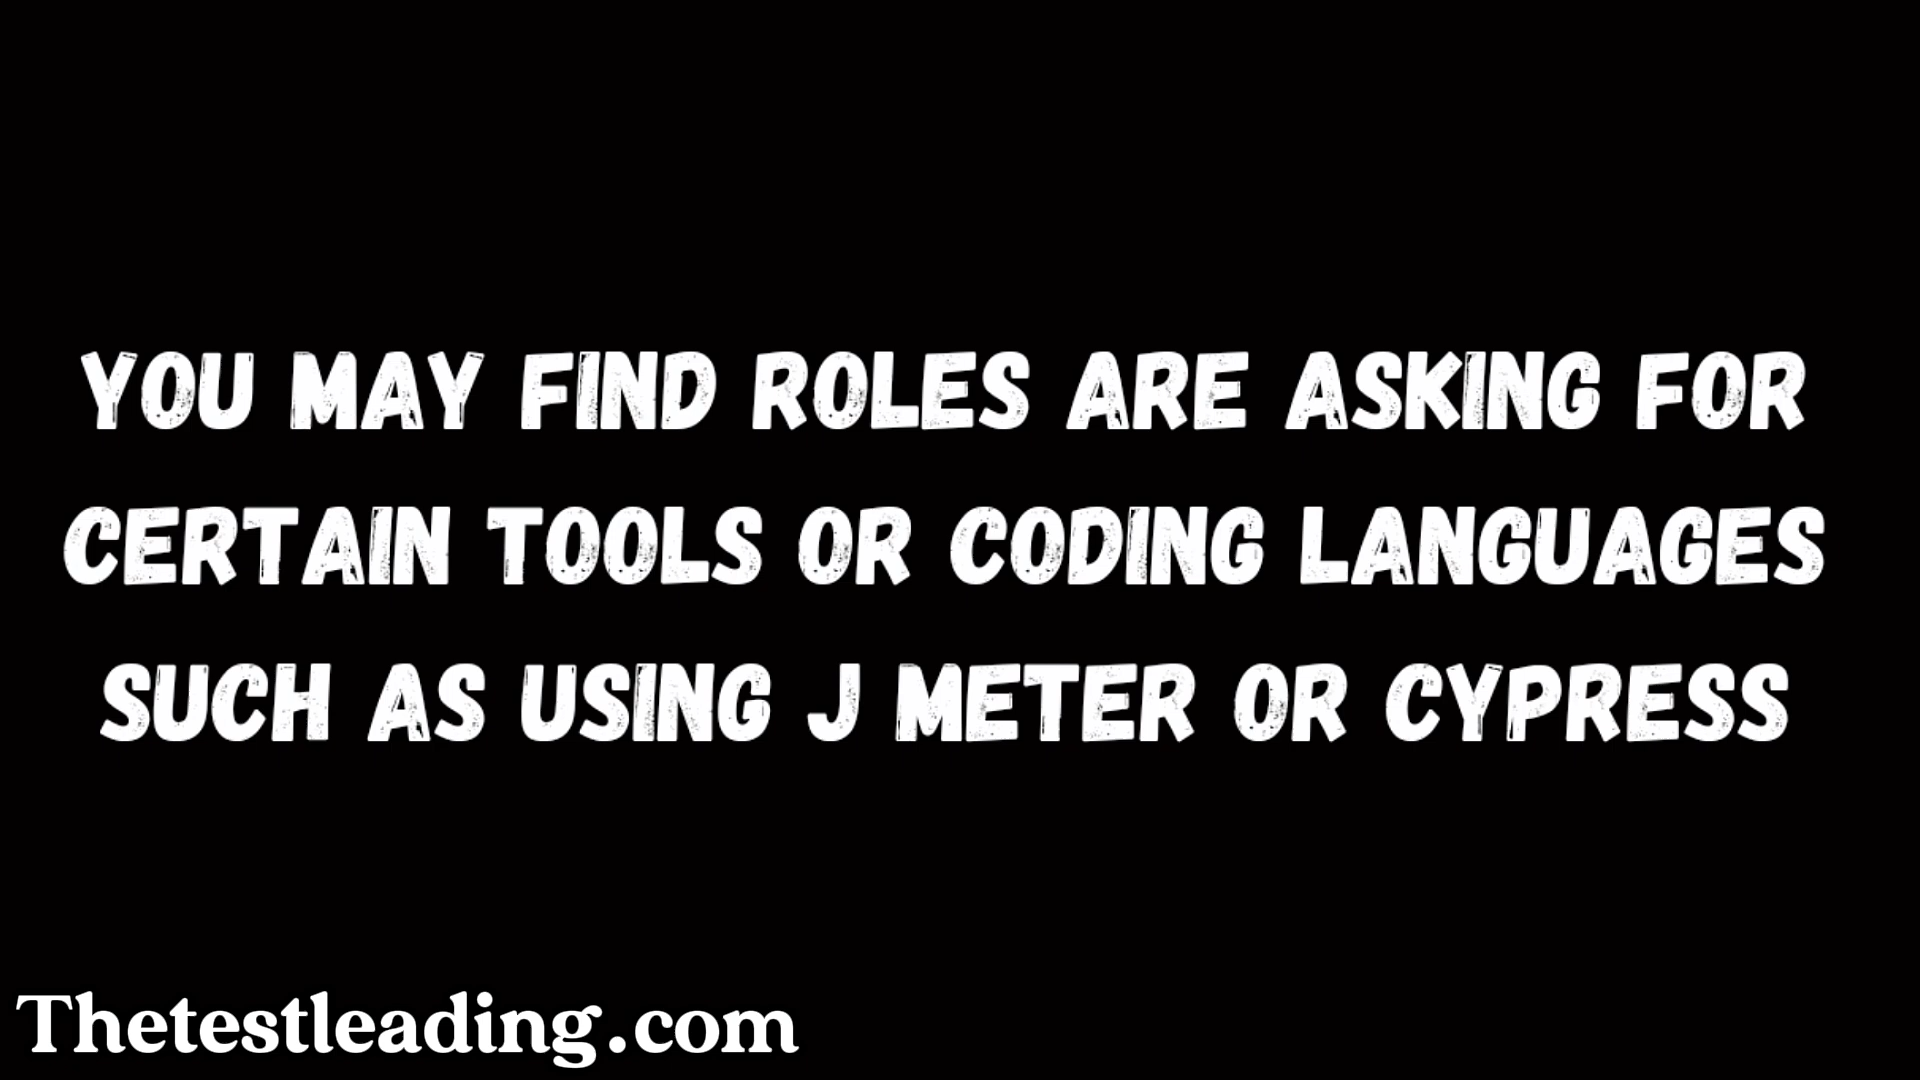 YOU MAY FIND ROLES ARE ASKING FOR
CERTAIN TOOLS OR CODING LANGUAGES
SUCH AS USING J METER OR CYPRESS
Thetestleading.com